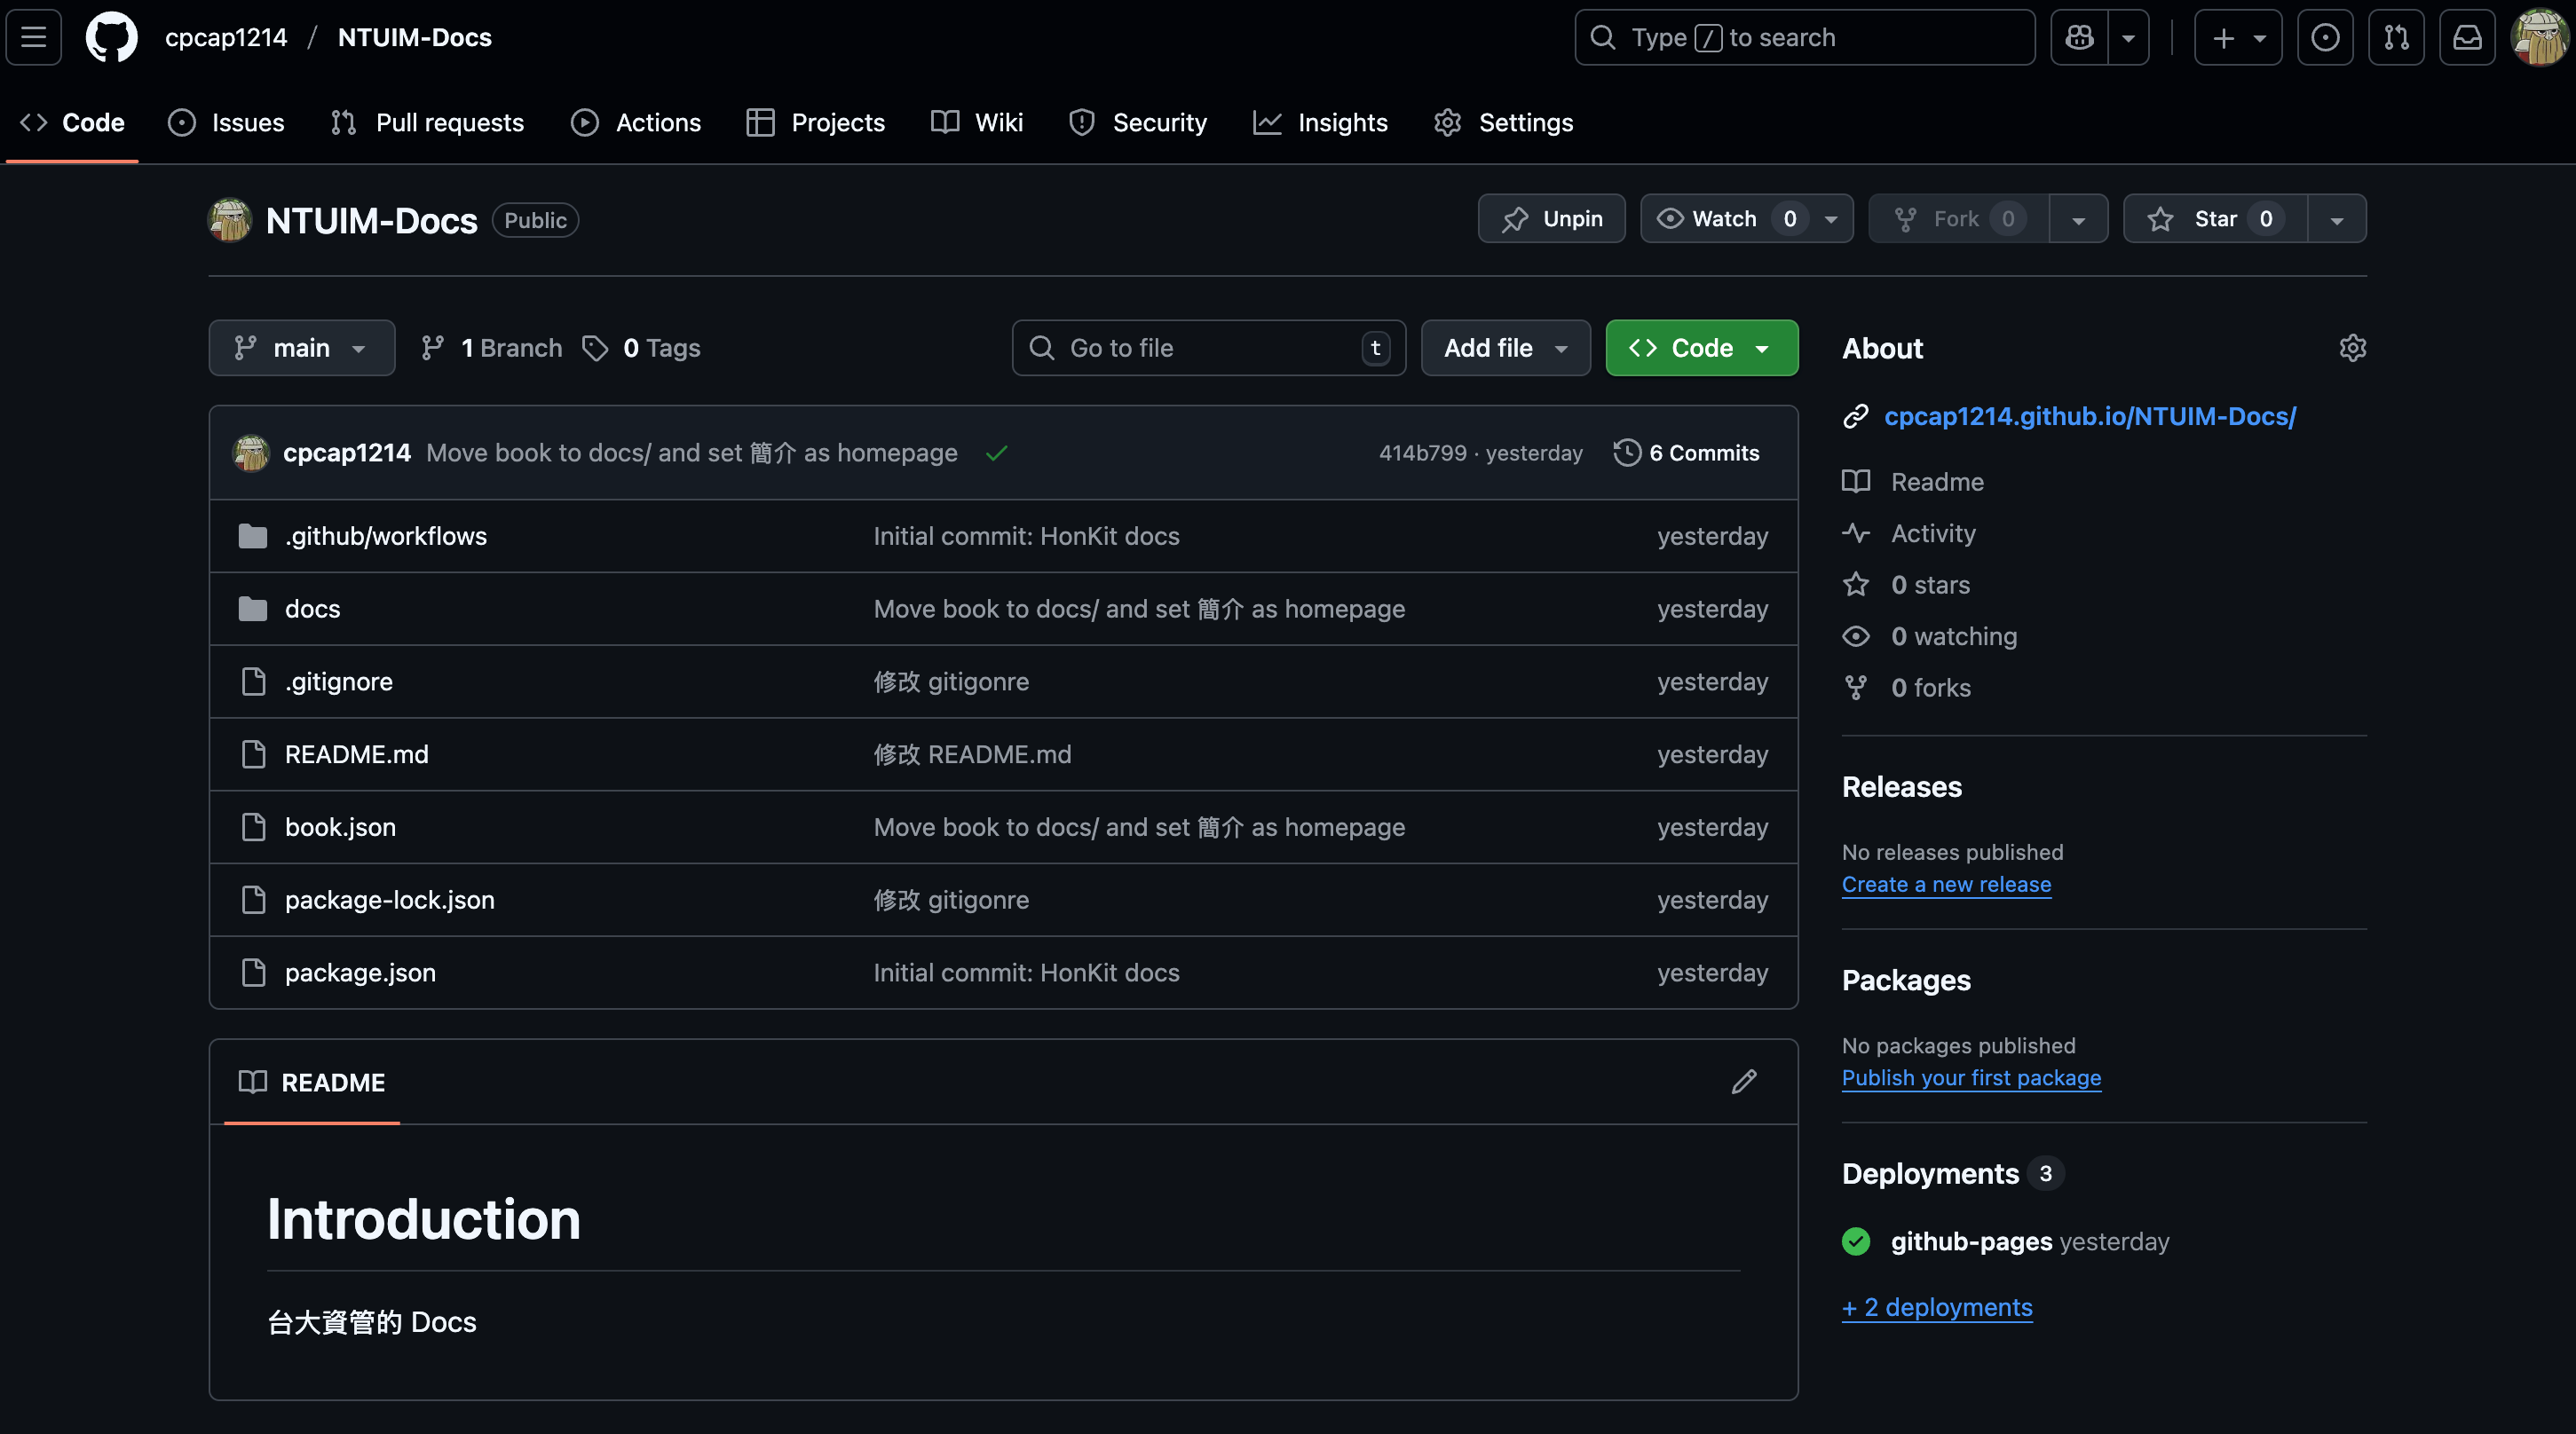 cpcap1214 / NTUIM-Docs
Type / to search
Code Issues Pull requests Actions Projects Wiki Security Insights Settings
NTUIM-Docs Public
Unpin Watch 0 Fork 0 Star 0
main 1 Branch 0 Tags
Go to file t
Add file Code
cpcap1214 Move book to docs/ and set 簡介 as homepage 414b799 · yesterday 6 Commits
.github/workflows Initial commit: HonKit docs yesterday
docs Move book to docs/ and set 簡介 as homepage yesterday
.gitignore 修改 gitigonre yesterday
README.md 修改 README.md yesterday
book.json Move book to docs/ and set 簡介 as homepage yesterday
package-lock.json 修改 gitigonre yesterday
package.json Initial commit: HonKit docs yesterday
README
Introduction
台大資管的 Docs
About
cpcap1214.github.io/NTUIM-Docs/
Readme
Activity
0 stars
0 watching
0 forks
Releases
No releases published
Create a new release
Packages
No packages published
Publish your first package
Deployments 3
github-pages yesterday
+ 2 deployments